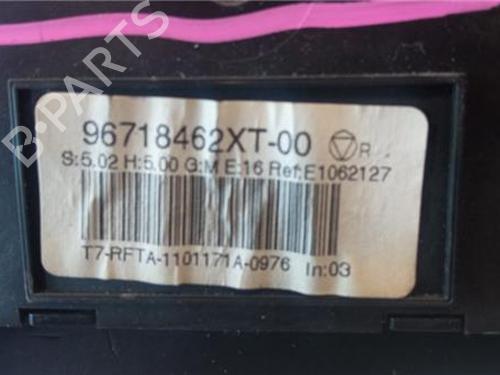 B-PARTS
96718462XT-00 R
S:5.02 H:5.00 G:M E:16 Ref:E1062127
T7-RFTA-1101171A-0976 In:03